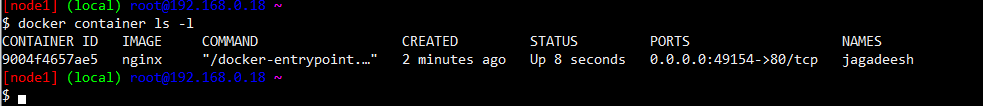 [node1] (local) root@192.168.0.18 ~
$ docker container ls -l
CONTAINER ID   IMAGE     COMMAND                  CREATED         STATUS         PORTS                   NAMES
9004f4657ae5   nginx     "/docker-entrypoint.…"   2 minutes ago   Up 8 seconds   0.0.0.0:49154->80/tcp   jagadeesh
[node1] (local) root@192.168.0.18 ~
$